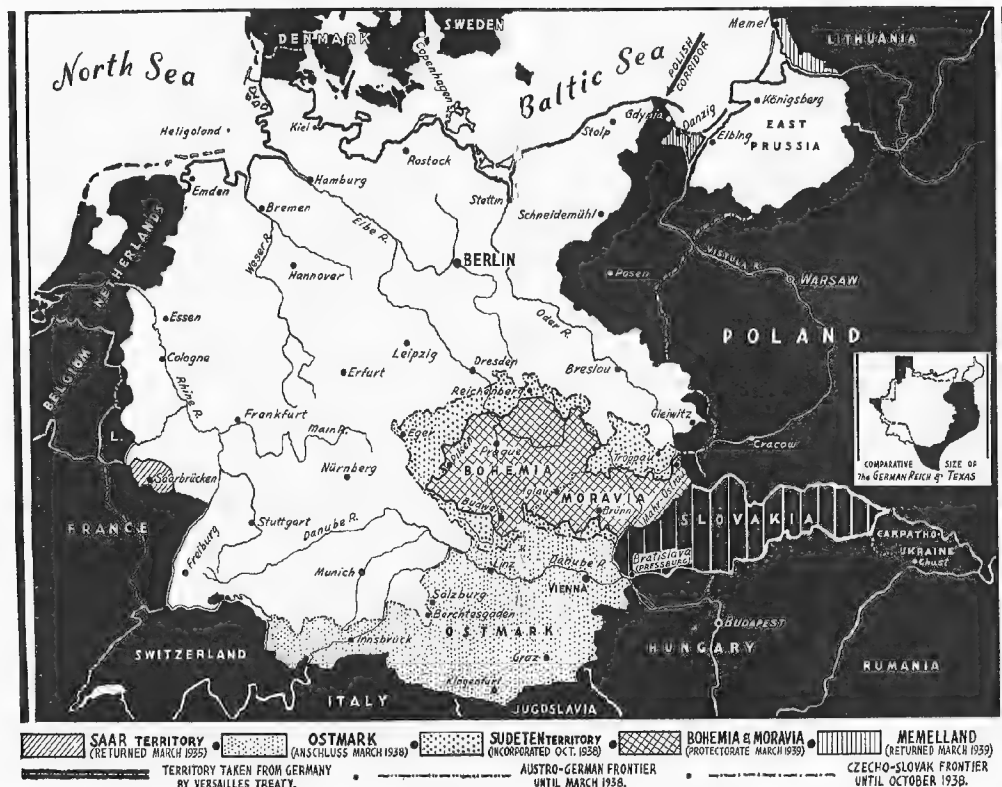 North Sea
DENMARK
SWEDEN
Copenhagen
Baltic Sea
POLISH
CORRIDOR
Memel
LITHUANIA
Heligoland
Kiel
Rostock
Stolp
Gdynia
Danzig
Königsberg
Elbing
EAST
PRUSSIA
Emden
Hamburg
Bremen
Stettin
Schneidemühl
NETHERLANDS
Weser R.
Elbe R.
Hannover
BERLIN
Posen
VISTULA R.
WARSAW
Essen
Cologne
Rhine R.
Leipzig
Erfurt
Dresden
Oder R.
Breslou
POLAND
BELGIUM
L.
Frankfurt
Main R.
Reichenberg
Eger
Gleiwitz
Cracow
COMPARATIVE SIZE OF
The GERMAN REICH & TEXAS
Saarbrücken
Nürnberg
Pilsen
Prague
BOHEMIA
Troppau
Iglau
MORAVIA
Budweis
Brünn
FRANCE
Stuttgart
Danube R.
Freiburg
Munich
Linz
Danube R.
VIENNA
Bratislava
(PRESSBURG)
SLOVAKIA
CARPATHO-
UKRAINE
Chust
Salzburg
Berchtesgaden
OSTMARK
Innsbrück
Graz
Klagenfurt
SWITZERLAND
ITALY
JUGOSLAVIA
HUNGARY
BUDAPEST
RUMANIA
SAAR TERRITORY
(RETURNED MARCH 1935)
OSTMARK
(ANSCHLUSS MARCH 1938)
SUDETEN TERRITORY
(INCORPORATED OCT. 1938)
BOHEMIA & MORAVIA
(PROTECTORATE MARCH 1939)
MEMELLAND
(RETURNED MARCH 1939)
TERRITORY TAKEN FROM GERMANY
BY VERSAILLES TREATY.
AUSTRO-GERMAN FRONTIER
UNTIL MARCH 1938.
CZECHO-SLOVAK FRONTIER
UNTIL OCTOBER 1938.